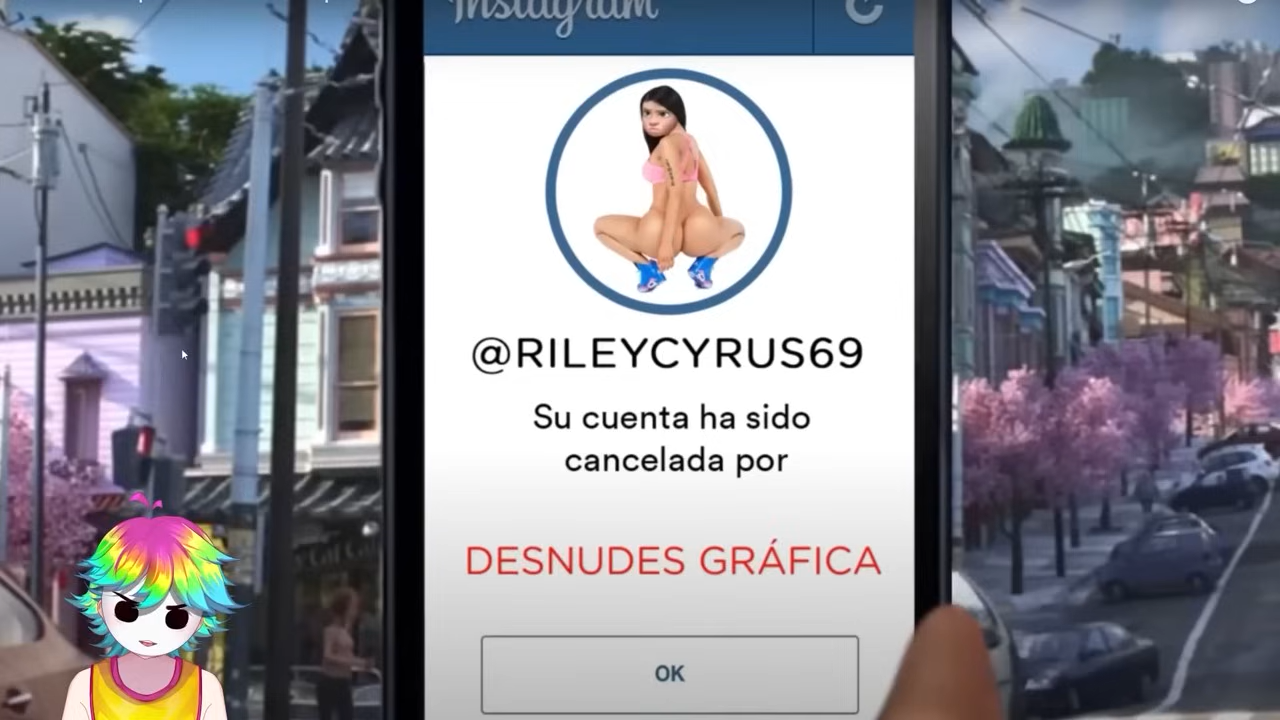 Instagram
@RILEYCYRUS69
Su cuenta ha sido
cancelada por
DESNUDES GRÁFICA
OK